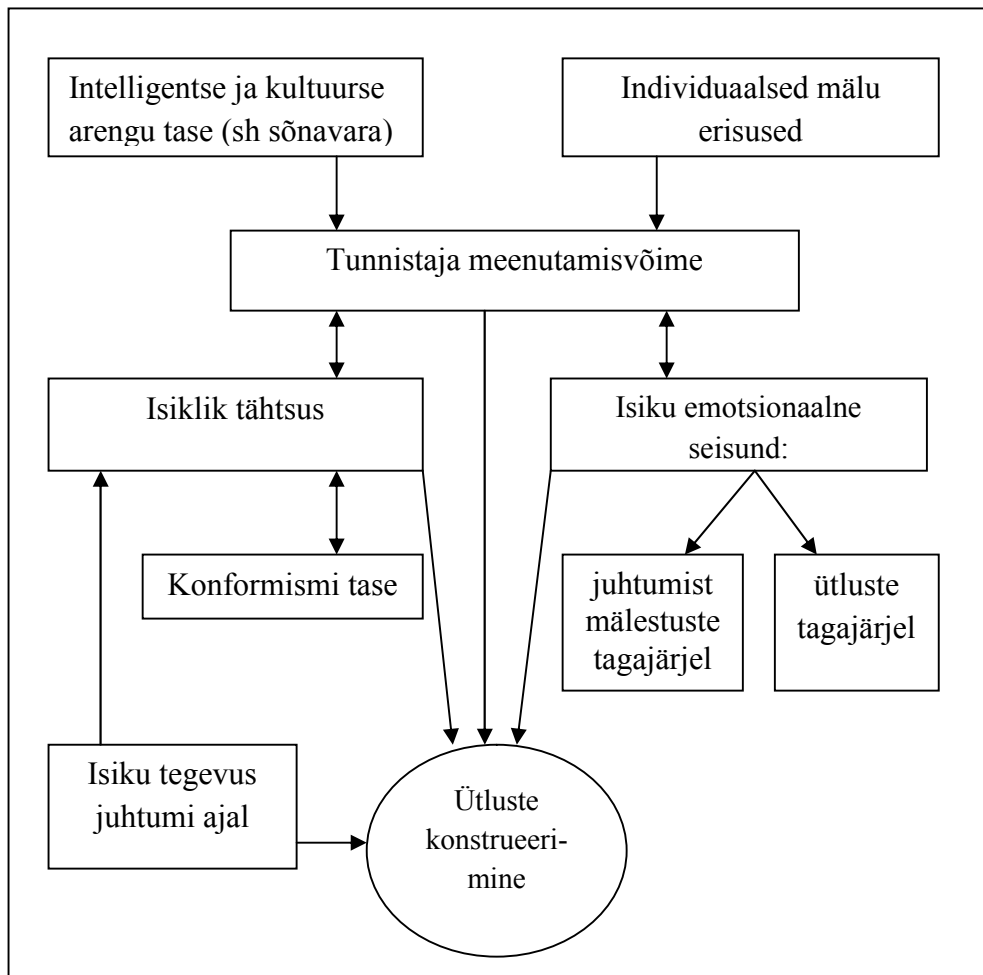 Intelligentse ja kultuurse
arengu tase (sh sõnavara)
Individuaalsed mälu
erisused
Tunnistaja meenutamisvõime
Isiklik tähtsus
Isiku emotsionaalne
seisund:
Konformismi tase
juhtumist
mälestuste
tagajärjel
ütluste
tagajärjel
Isiku tegevus
juhtumi ajal
Ütluste
konstrueeri-
mine